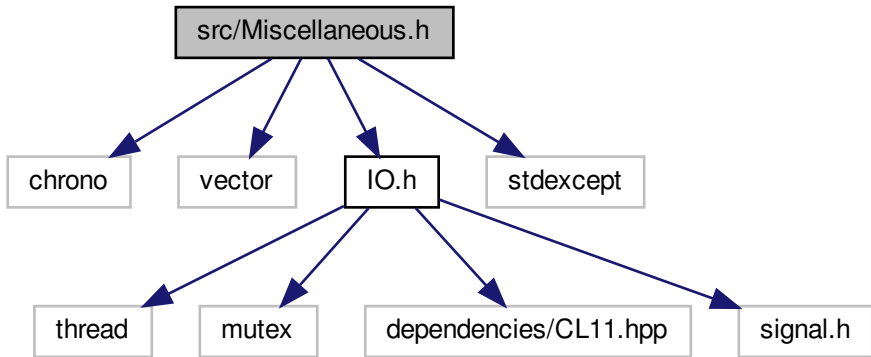 src/Miscellaneous.h
chrono
vector
IO.h
stdexcept
thread
mutex
dependencies/CL11.hpp
signal.h